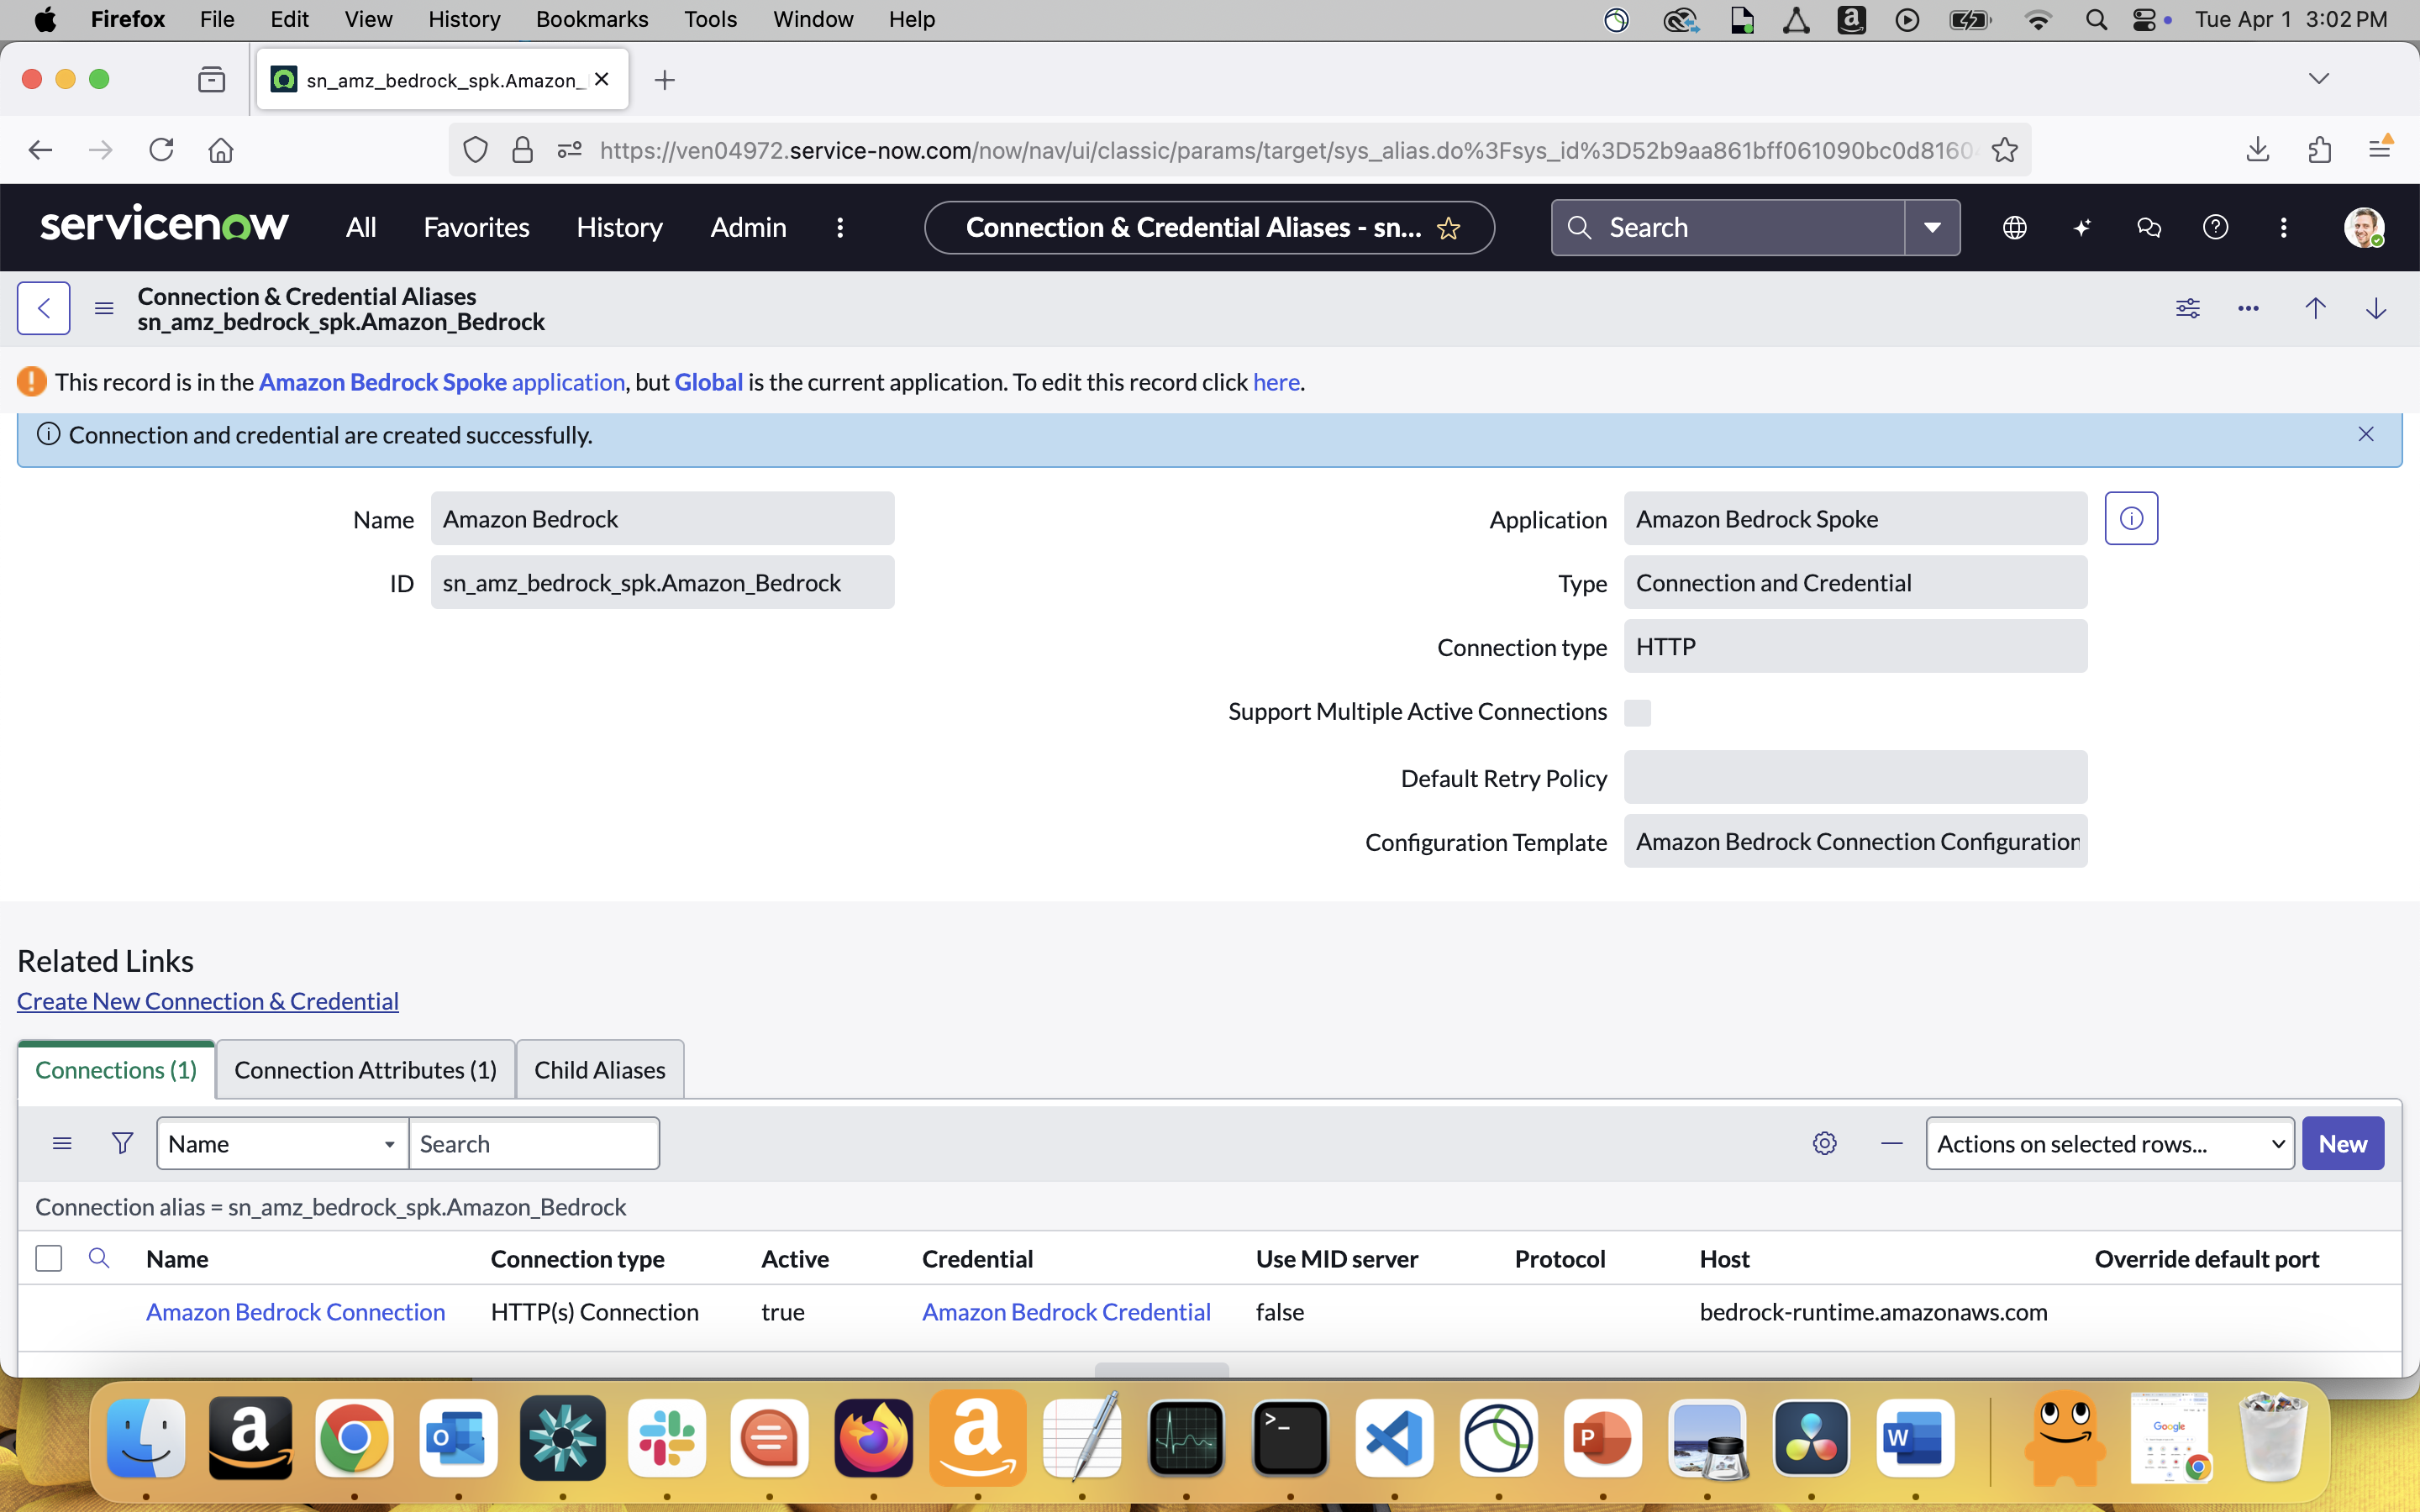 Firefox File Edit View History Bookmarks Tools Window Help
Tue Apr 1 3:02 PM
sn_amz_bedrock_spk.Amazon_
https://ven04972.service-now.com/now/nav/ui/classic/params/target/sys_alias.do%3Fsys_id%3D52b9aa861bff061090bc0d8160
servicenow All Favorites History Admin
Connection & Credential Aliases - sn...
Search
Connection & Credential Aliases
sn_amz_bedrock_spk.Amazon_Bedrock
This record is in the Amazon Bedrock Spoke application, but Global is the current application. To edit this record click here.
Connection and credential are created successfully.
Name Amazon Bedrock
ID sn_amz_bedrock_spk.Amazon_Bedrock
Application Amazon Bedrock Spoke
Type Connection and Credential
Connection type HTTP
Support Multiple Active Connections
Default Retry Policy
Configuration Template Amazon Bedrock Connection Configuration
Related Links
Create New Connection & Credential
Connections (1) Connection Attributes (1) Child Aliases
Name Search Actions on selected rows... New
Connection alias = sn_amz_bedrock_spk.Amazon_Bedrock
Name Connection type Active Credential Use MID server Protocol Host Override default port
Amazon Bedrock Connection HTTP(s) Connection true Amazon Bedrock Credential false bedrock-runtime.amazonaws.com